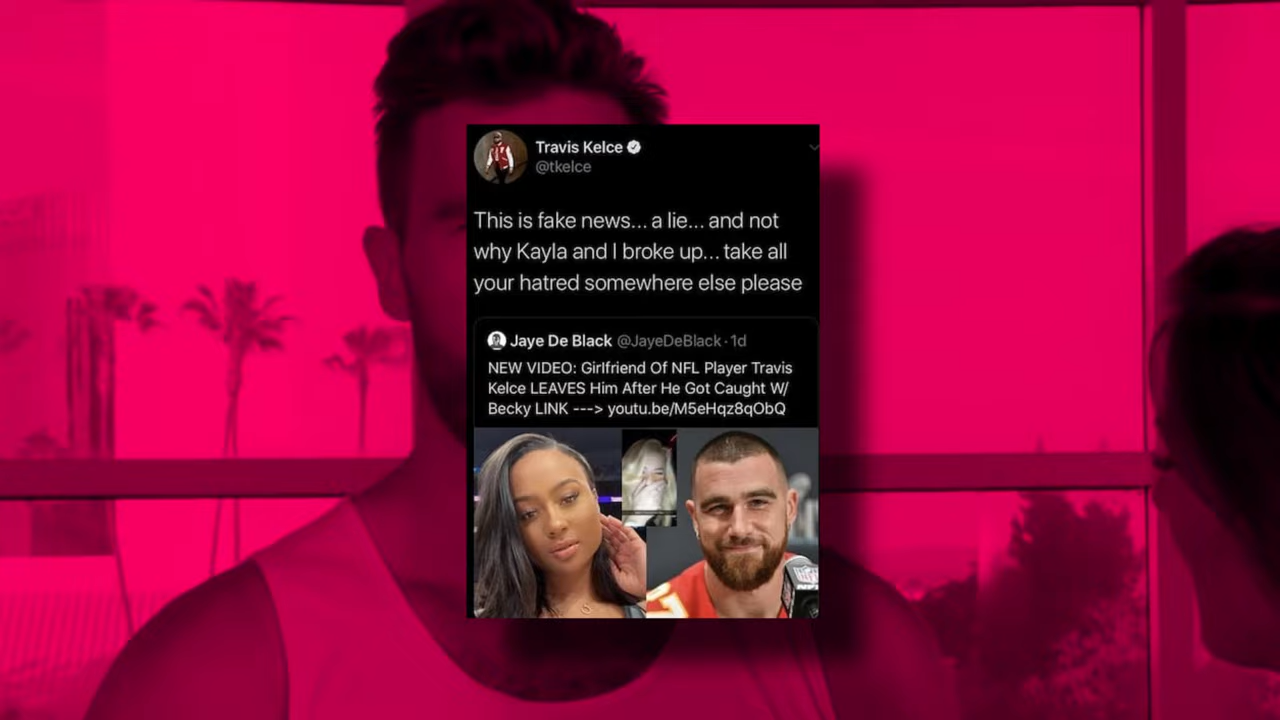 Travis Kelce
@tkelce
This is fake news... a lie... and not
why Kayla and I broke up... take all
your hatred somewhere else please
Jaye De Black @JayeDeBlack · 1d
NEW VIDEO: Girlfriend Of NFL Player Travis
Kelce LEAVES Him After He Got Caught W/
Becky LINK ---> youtu.be/M5eHqz8qObQ
NFL